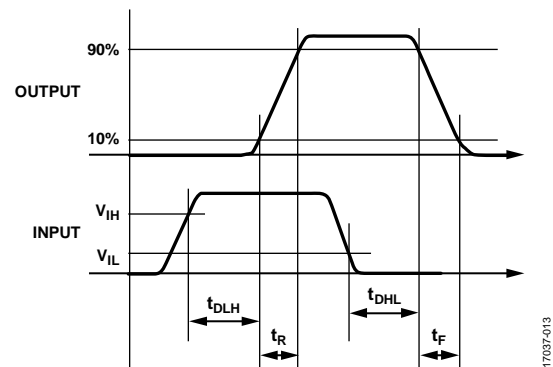 90%
OUTPUT
10%
VIH
INPUT
VIL
tDLH
tDHL
tR
tF
17037-013